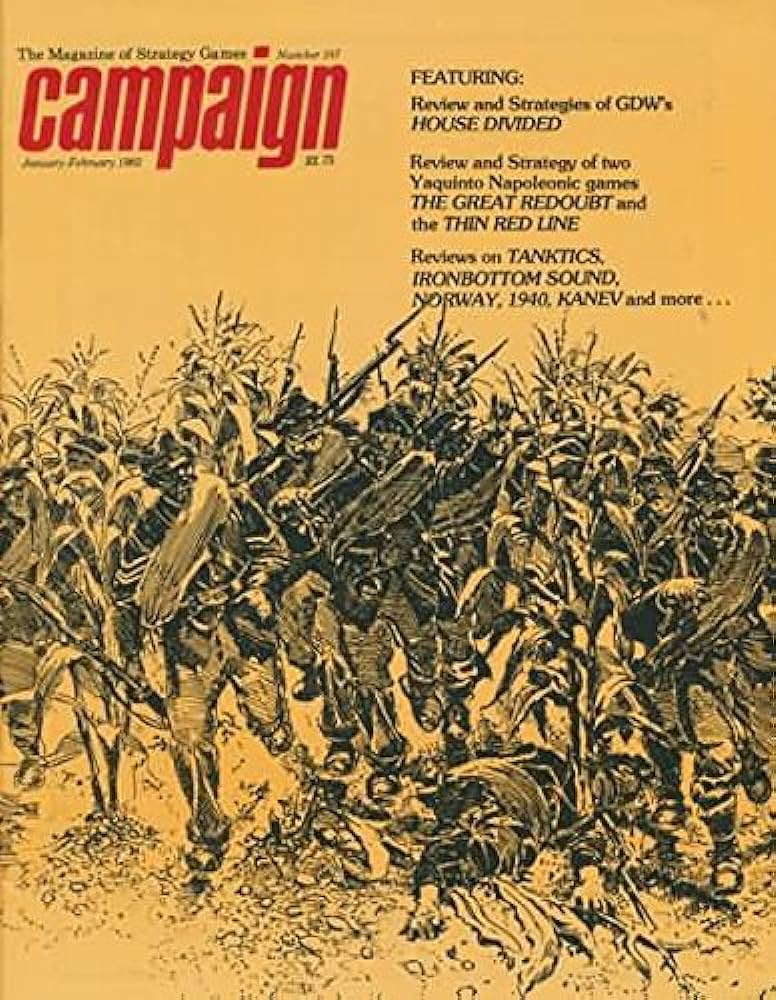 The Magazine of Strategy Games
campaign
January-February 1982
FEATURING:
Review and Strategies of GDW's
HOUSE DIVIDED
Review and Strategy of two
Yaquinto Napoleonic games
THE GREAT REDOUBT and
the THIN RED LINE
Reviews on TANKTICS,
IRONBOTTOM SOUND,
NORWAY, 1940, KANEV and more . . .